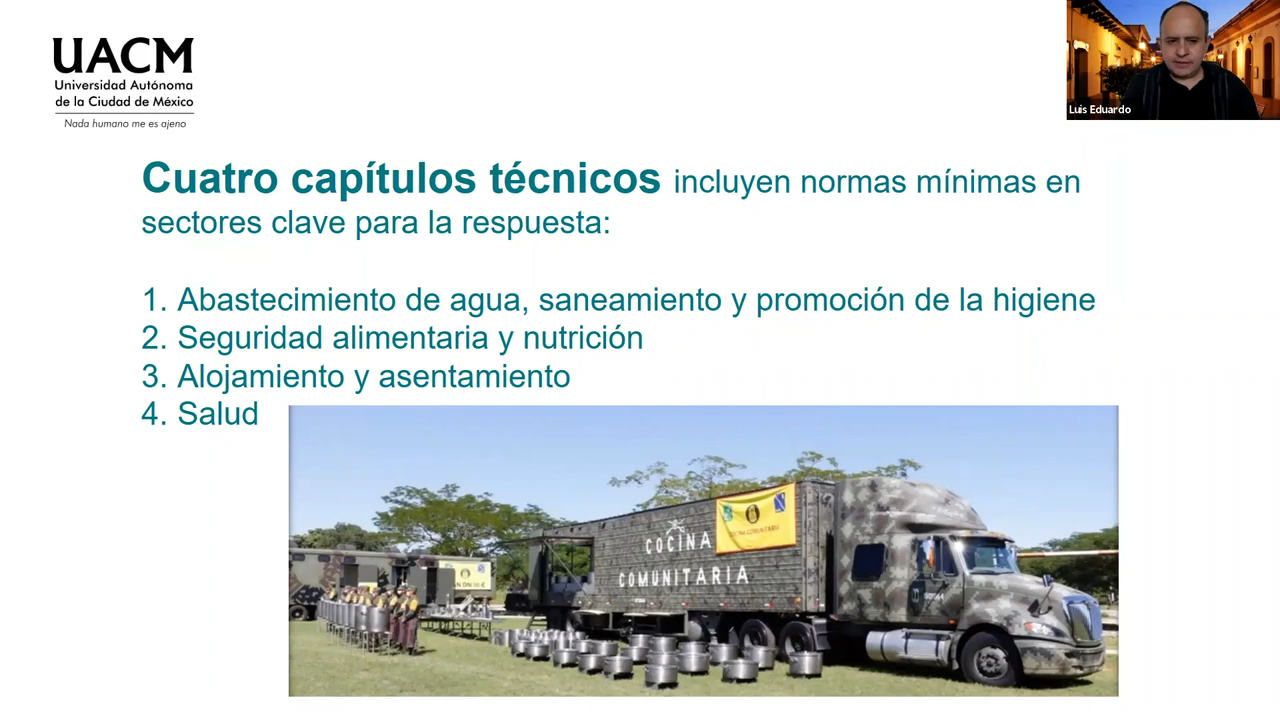 UACM
Universidad Autónoma
de la Ciudad de México
Nada humano me es ajeno
Luis Eduardo
Cuatro capítulos técnicos incluyen normas mínimas en
sectores clave para la respuesta:
1. Abastecimiento de agua, saneamiento y promoción de la higiene
2. Seguridad alimentaria y nutrición
3. Alojamiento y asentamiento
4. Salud
COCINA
COMUNITARIA
COCINA COMUNITARIA